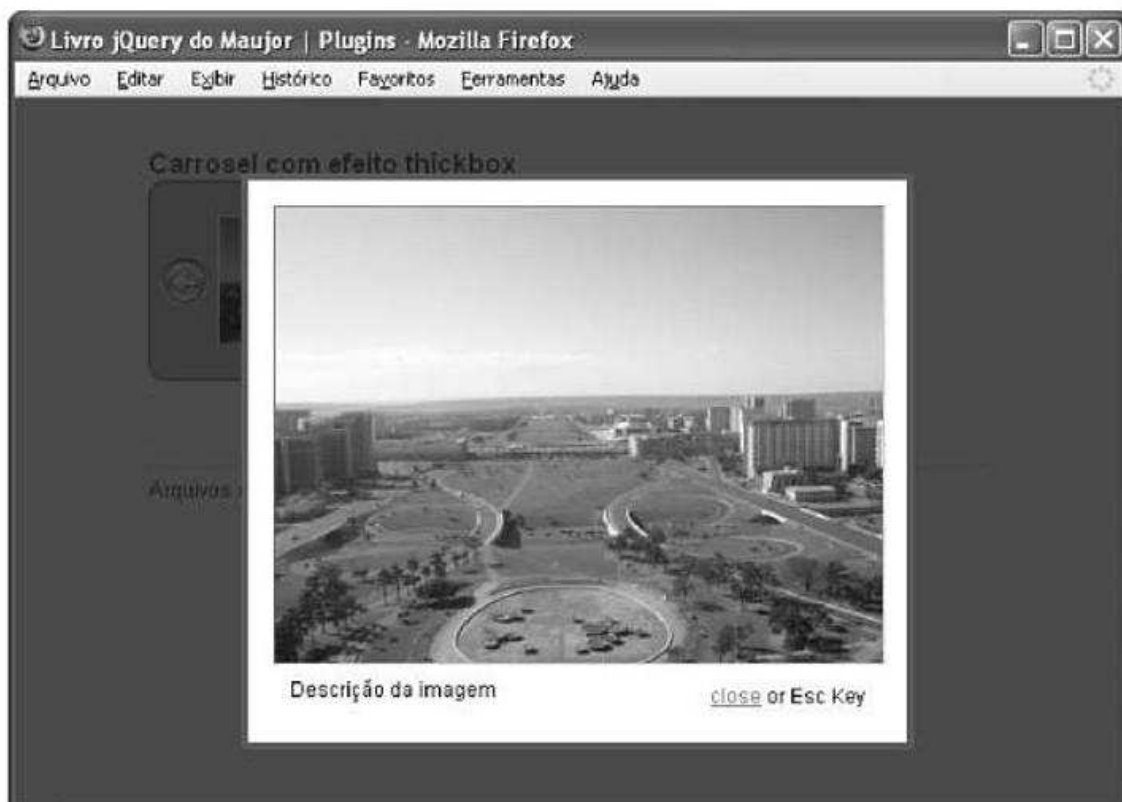 Livro jQuery do Maujor | Plugins - Mozilla Firefox
Arquivo Editar Exibir Histórico Favoritos Ferramentas Ajuda
Carrosel com efeito thickbox
Arquivos
Descrição da imagem
close or Esc Key